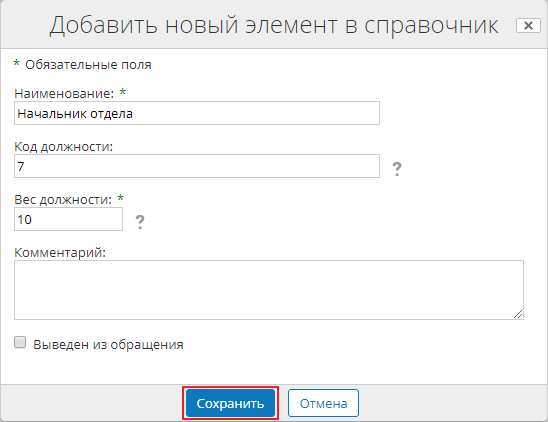 Добавить новый элемент в справочник
* Обязательные поля
Наименование: *
Начальник отдела
Код должности:
7
?
Вес должности: *
10
?
Комментарий:
Выведен из обращения
Сохранить
Отмена